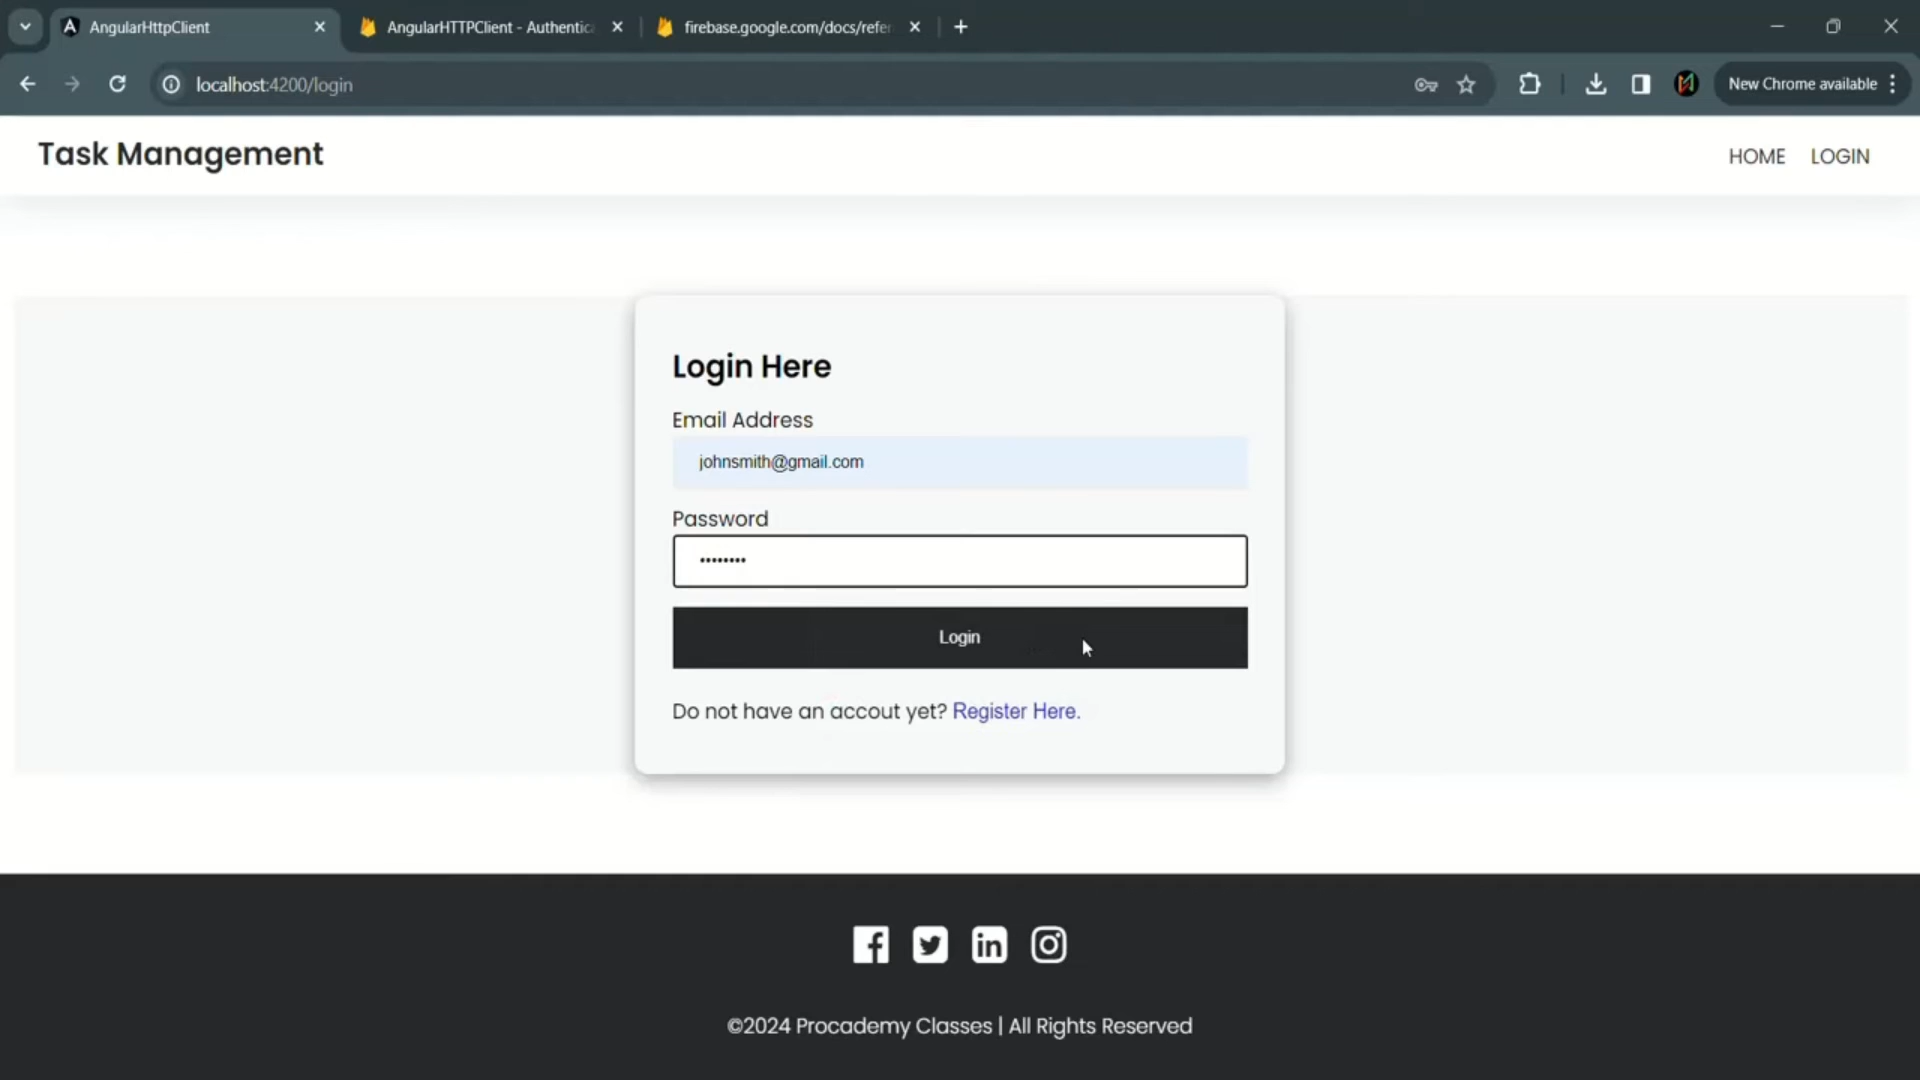 AngularHttpClient
AngularHTTPClient - Authentic
firebase.google.com/docs/refer
localhost:4200/login
New Chrome available
Task Management
HOME LOGIN
Login Here
Email Address
johnsmith@gmail.com
Password
••••••••
Login
Do not have an accout yet? Register Here.
©2024 Procademy Classes | All Rights Reserved